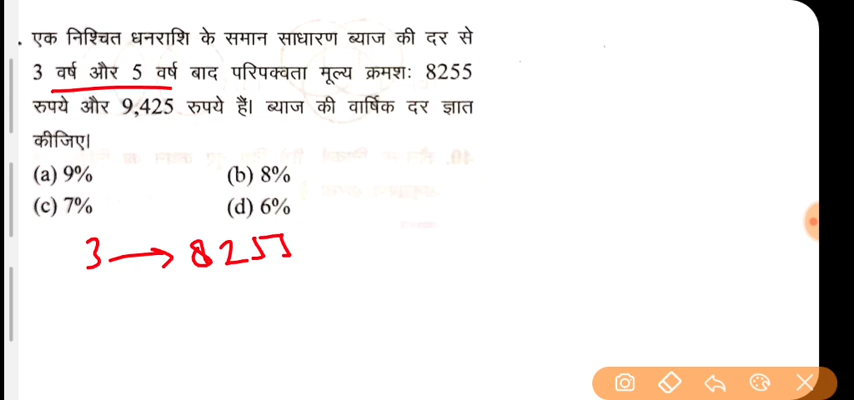 . एक निश्चित धनराशि के समान साधारण ब्याज की दर से
3 वर्ष और 5 वर्ष बाद परिपक्वता मूल्य क्रमशः 8255
रुपये और 9,425 रुपये हैं। ब्याज की वार्षिक दर ज्ञात
कीजिए।
(a) 9% (b) 8%
(c) 7% (d) 6%
3 → 8255